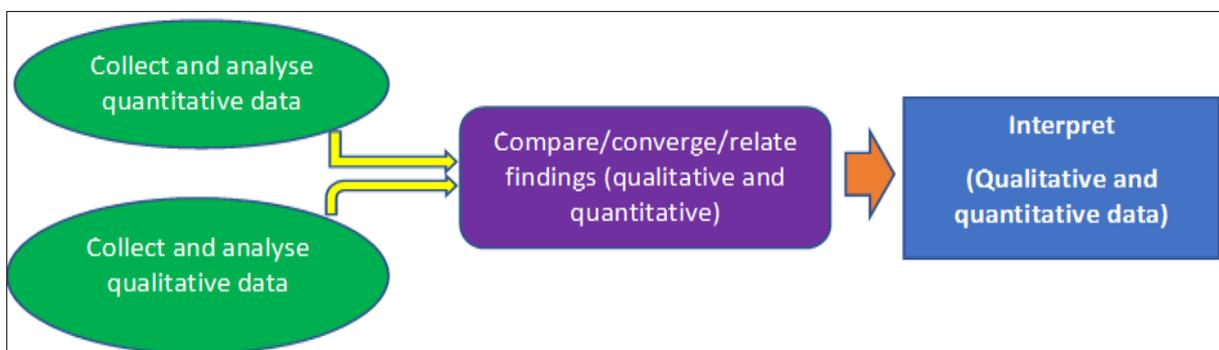 Collect and analyse
quantitative data
Collect and analyse
qualitative data
Compare/converge/relate
findings (qualitative and
quantitative)
Interpret
(Qualitative and
quantitative data)